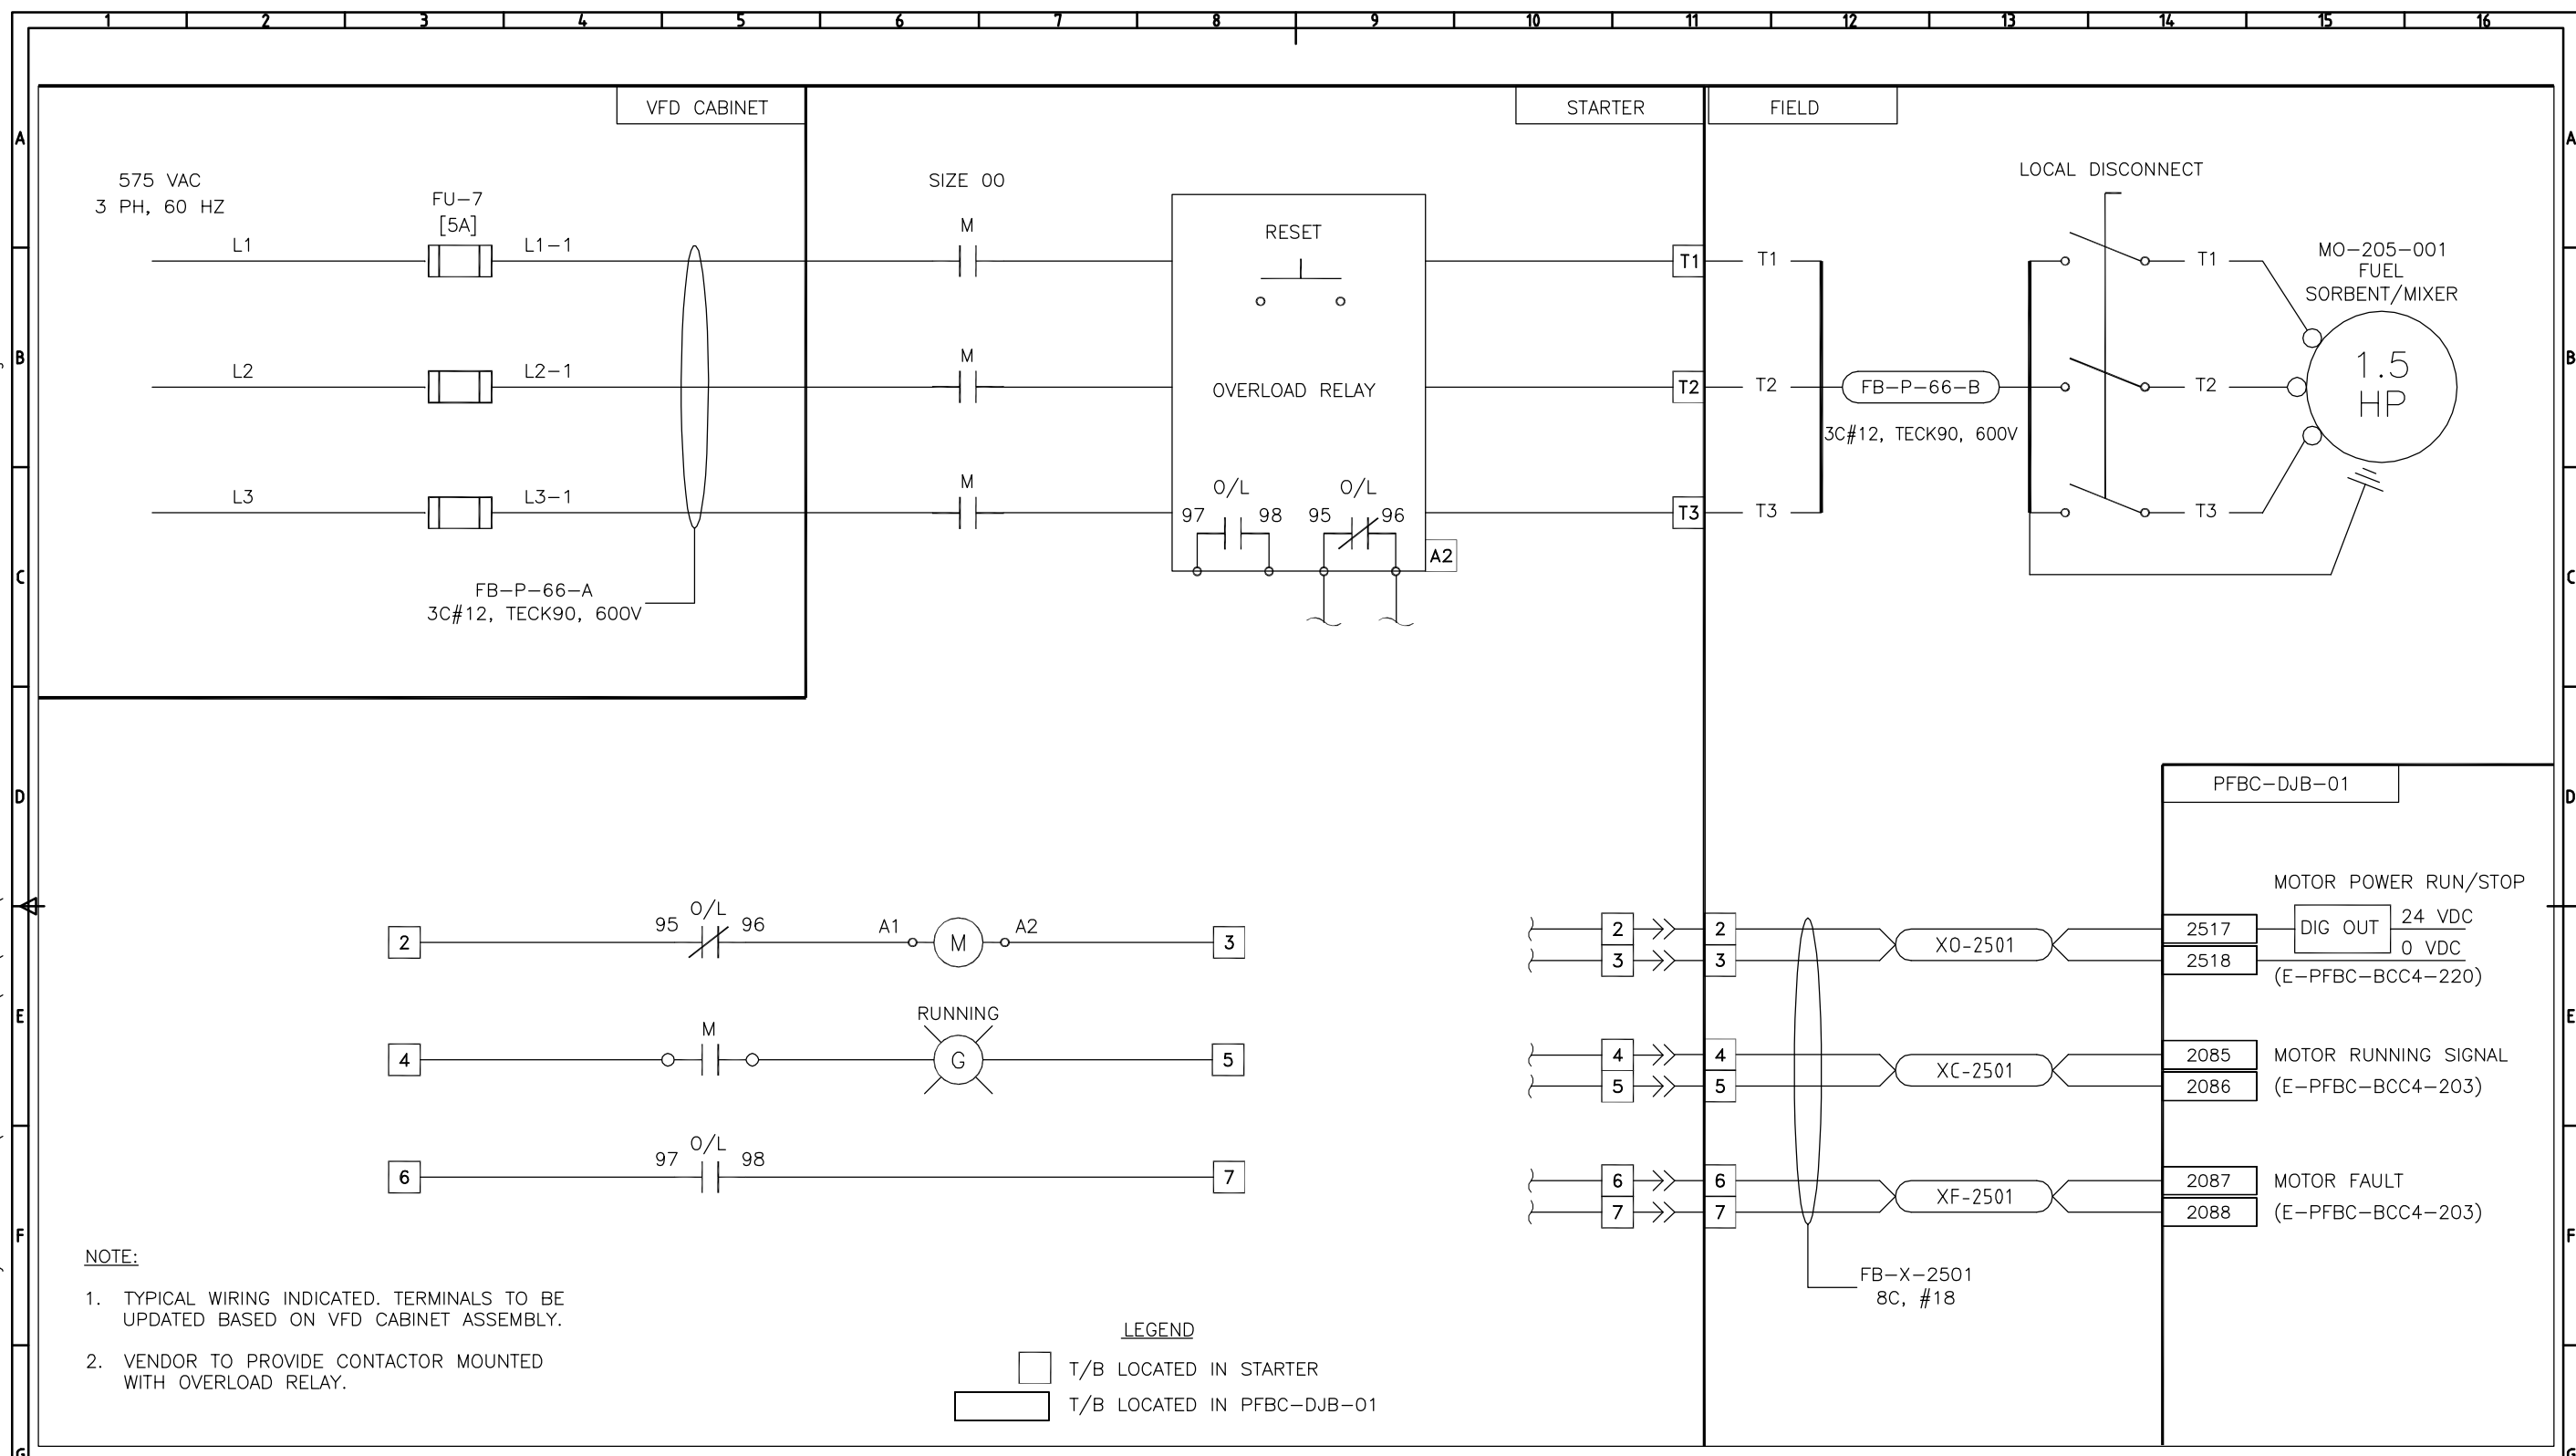 1 2 3 4 5 6 7 8 9 10 11 12 13 14 15 16
VFD CABINET
STARTER
FIELD
A
A
575 VAC
3 PH, 60 HZ
FU-7
[5A]
L1
L1-1
L2
L2-1
L3
L3-1
FB-P-66-A
3C#12, TECK90, 600V
SIZE 00
M
M
M
RESET
OVERLOAD RELAY
O/L
97
98
O/L
95
96
A2
T1
T2
T3
T1
T2
T3
FB-P-66-B
3C#12, TECK90, 600V
LOCAL DISCONNECT
T1
T2
T3
MO-205-001
FUEL
SORBENT/MIXER
1.5
HP
B
B
C
C
D
D
PFBC-DJB-01
2
95
O/L
96
A1
M
A2
3
4
M
RUNNING
G
5
6
97
O/L
98
7
2 2
3 3
XO-2501
2517
2518
MOTOR POWER RUN/STOP
DIG OUT
24 VDC
0 VDC
(E-PFBC-BCC4-220)
E
E
4 4
5 5
XC-2501
2085
2086
MOTOR RUNNING SIGNAL
(E-PFBC-BCC4-203)
6 6
7 7
XF-2501
2087
2088
MOTOR FAULT
(E-PFBC-BCC4-203)
F
F
FB-X-2501
8C, #18
NOTE:
1. TYPICAL WIRING INDICATED. TERMINALS TO BE
UPDATED BASED ON VFD CABINET ASSEMBLY.
2. VENDOR TO PROVIDE CONTACTOR MOUNTED
WITH OVERLOAD RELAY.
LEGEND
T/B LOCATED IN STARTER
T/B LOCATED IN PFBC-DJB-01
G
G